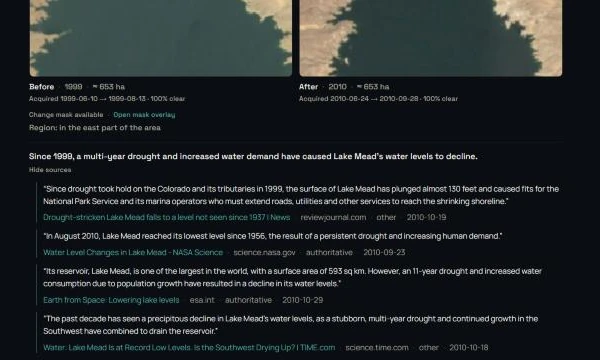 Before · 1999 · ≈ 653 ha
After · 2010 · ≈ 653 ha
Acquired 1999-06-10 → 1999-08-13 · 100% clear
Acquired 2010-06-24 → 2010-09-28 · 100% clear
Change mask available · Open mask overlay
Region: in the east part of the area
Since 1999, a multi-year drought and increased water demand have caused Lake Mead's water levels to decline.
Hide sources
"Since drought took hold on the Colorado and its tributaries in 1999, the surface of Lake Mead has plunged almost 130 feet and caused fits for the
National Park Service and its marina operators who must extend roads, utilities and other services to reach the shrinking shoreline."
Drought-stricken Lake Mead falls to a level not seen since 1937 | News · reviewjournal.com · other · 2010-10-19
"In August 2010, Lake Mead reached its lowest level since 1956, the result of a persistent drought and increasing human demand."
Water Level Changes in Lake Mead - NASA Science · science.nasa.gov · authoritative · 2010-09-23
"Its reservoir, Lake Mead, is one of the largest in the world, with a surface area of 593 sq km. However, an 11-year drought and increased water
consumption due to population growth have resulted in a decline in its water levels."
Earth from Space: Lowering lake levels · esa.int · authoritative · 2010-10-29
"The past decade has seen a precipitous decline in Lake Mead's water levels, as a stubborn, multi-year drought and continued growth in the
Southwest have combined to drain the reservoir."
Water: Lake Mead Is at Record Low Levels. Is the Southwest Drying Up? | TIME.com · science.time.com · other · 2010-10-18